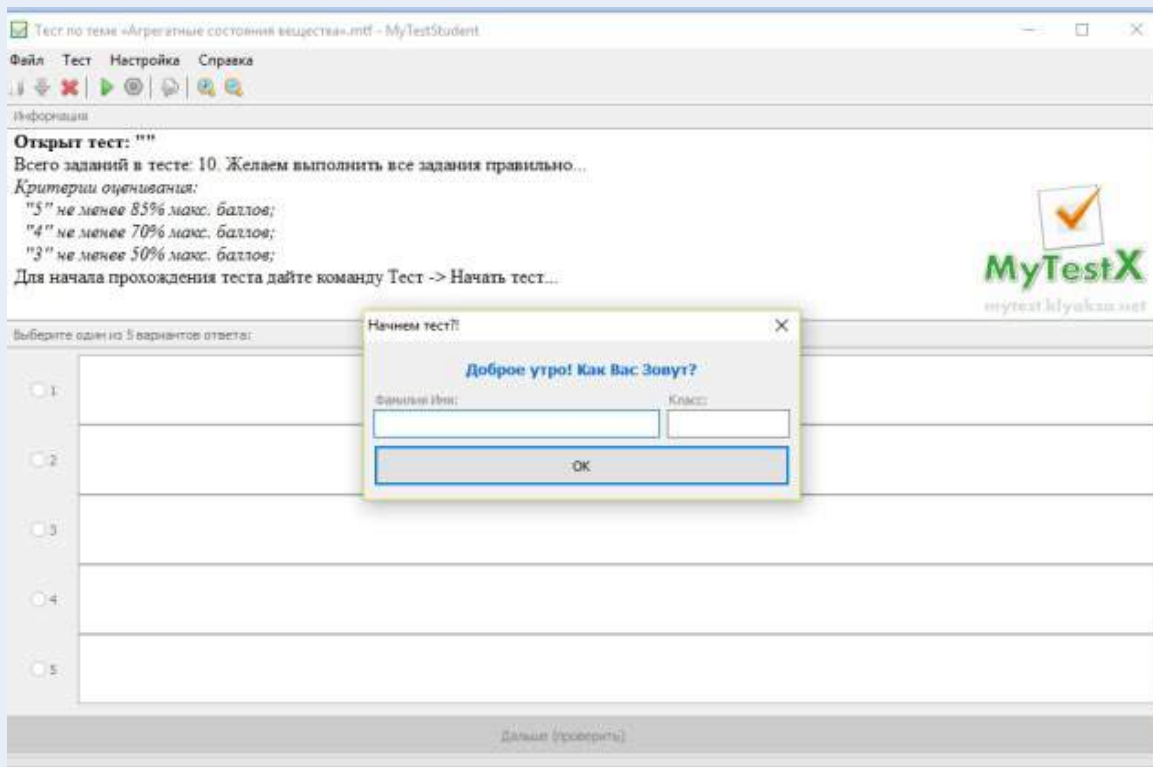 Тест по теме «Агрегатные состояния вещества».mtf - MyTestStudent
Файл Тест Настройка Справка
Информация
Открыт тест: ""
Всего заданий в тесте: 10. Желаем выполнить все задания правильно...
Критерии оценивания:
"5" не менее 85% макс. баллов;
"4" не менее 70% макс. баллов;
"3" не менее 50% макс. баллов;
Для начала прохождения теста дайте команду Тест -> Начать тест...
MyTestX
mytest.klyaksa.net
Выберите один из 5 вариантов ответа:
Начнем тест?!
Доброе утро! Как Вас Зовут?
Фамилия Имя: Класс:
OK
1
2
3
4
5
Дальше (проверить)